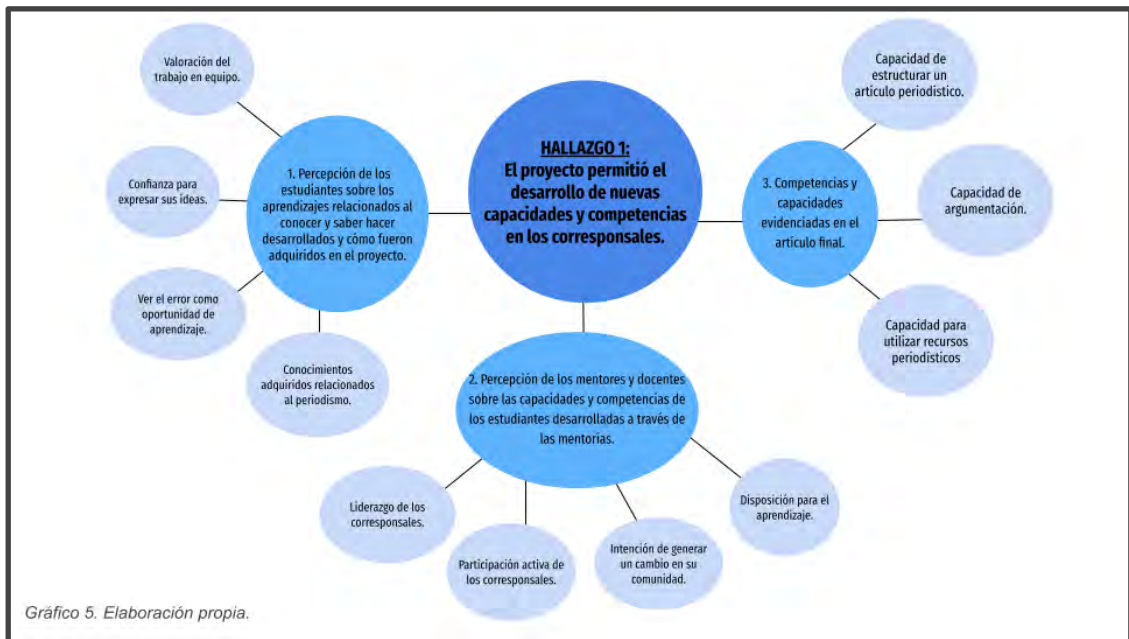 Valoración del
trabajo en equipo.
Confianza para
expresar sus ideas.
Ver el error como
oportunidad de
aprendizaje.
Conocimientos
adquiridos relacionados
al periodismo.
1. Percepción de los
estudiantes sobre los
aprendizajes relacionados al
conocer y saber hacer
desarrollados y cómo fueron
adquiridos en el proyecto.
HALLAZGO 1:
El proyecto permitió el
desarrollo de nuevas
capacidades y competencias
en los corresponsales.
Capacidad de
estructurar un
artículo periodístico.
3. Competencias y
capacidades
evidenciadas en el
artículo final.
Capacidad de
argumentación.
Capacidad para
utilizar recursos
periodísticos
2. Percepción de los mentores y docentes
sobre las capacidades y competencias de
los estudiantes desarrolladas a través de
las mentorías.
Liderazgo de los
corresponsales.
Participación activa de
los corresponsales.
Intención de generar
un cambio en su
comunidad.
Disposición para el
aprendizaje.
Gráfico 5. Elaboración propia.